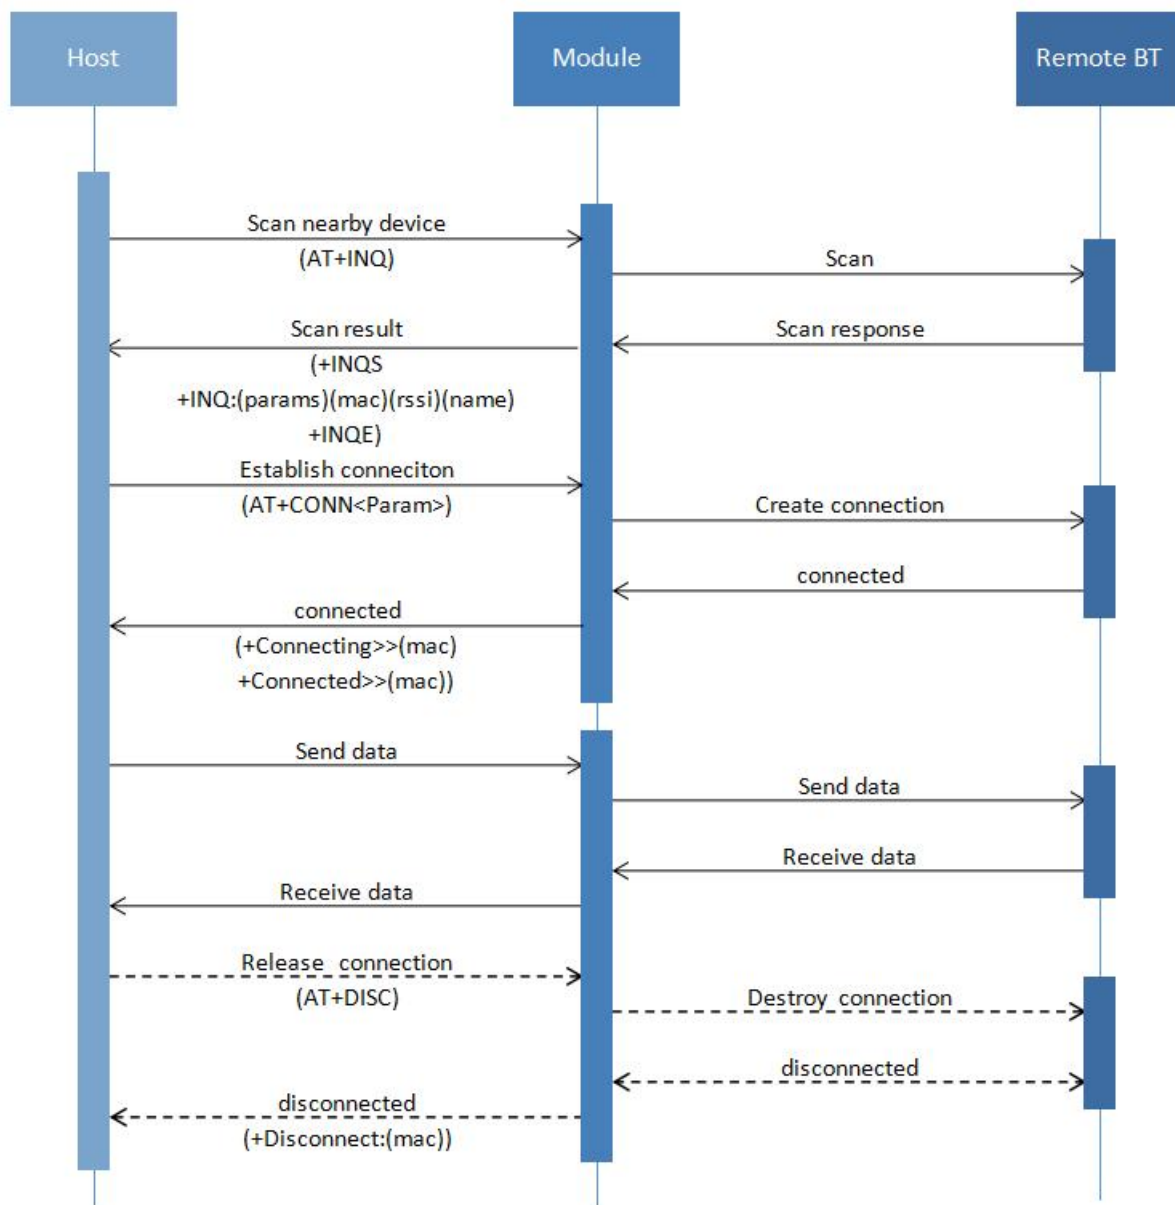 Host
Module
Remote BT
Scan nearby device
(AT+INQ)
Scan
Scan response
Scan result
(+INQS
+INQ:(params)(mac)(rssi)(name)
+INQE)
Establish conneciton
(AT+CONN<Param>)
Create connection
connected
connected
(+Connecting>>(mac)
+Connected>>(mac))
Send data
Send data
Receive data
Receive data
Release connection
(AT+DISC)
Destroy connection
disconnected
disconnected
(+Disconnect:(mac))